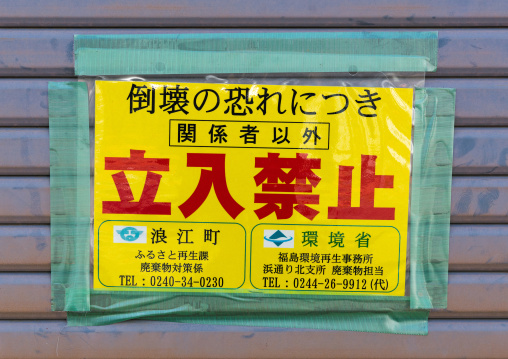 倒壊の恐れにつき
関係者以外
立入禁止
浪江町
ふるさと再生課
廃棄物対策係
TEL：0240-34-0230
環境省
福島環境再生事務所
浜通り北支所 廃棄物担当
TEL：0244-26-9912(代)